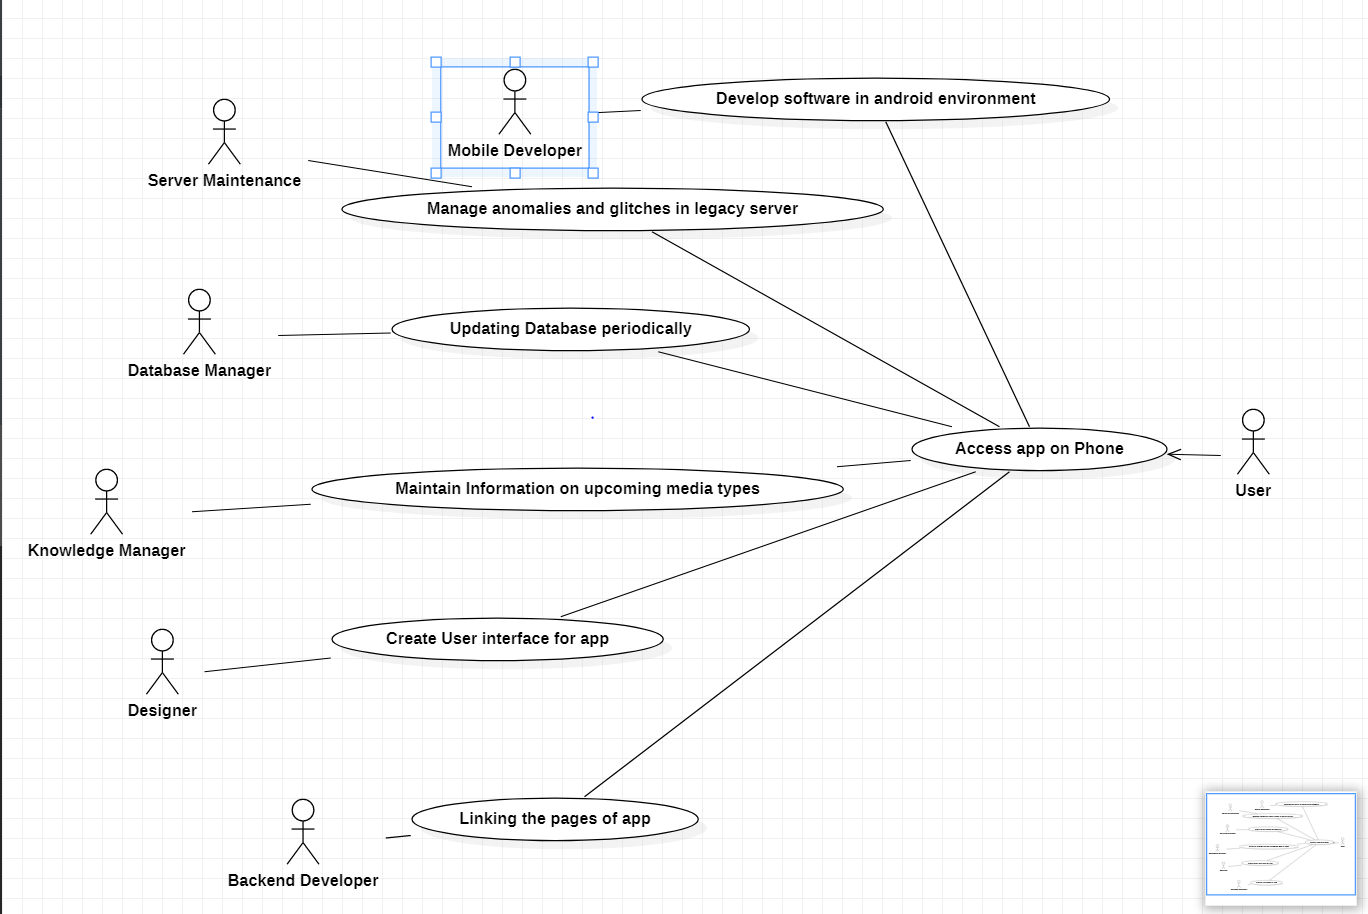 Develop software in android environment
Mobile Developer
Server Maintenance
Manage anomalies and glitches in legacy server
Updating Database periodically
Database Manager
Access app on Phone
User
Maintain Information on upcoming media types
Knowledge Manager
Create User interface for app
Designer
Linking the pages of app
Backend Developer